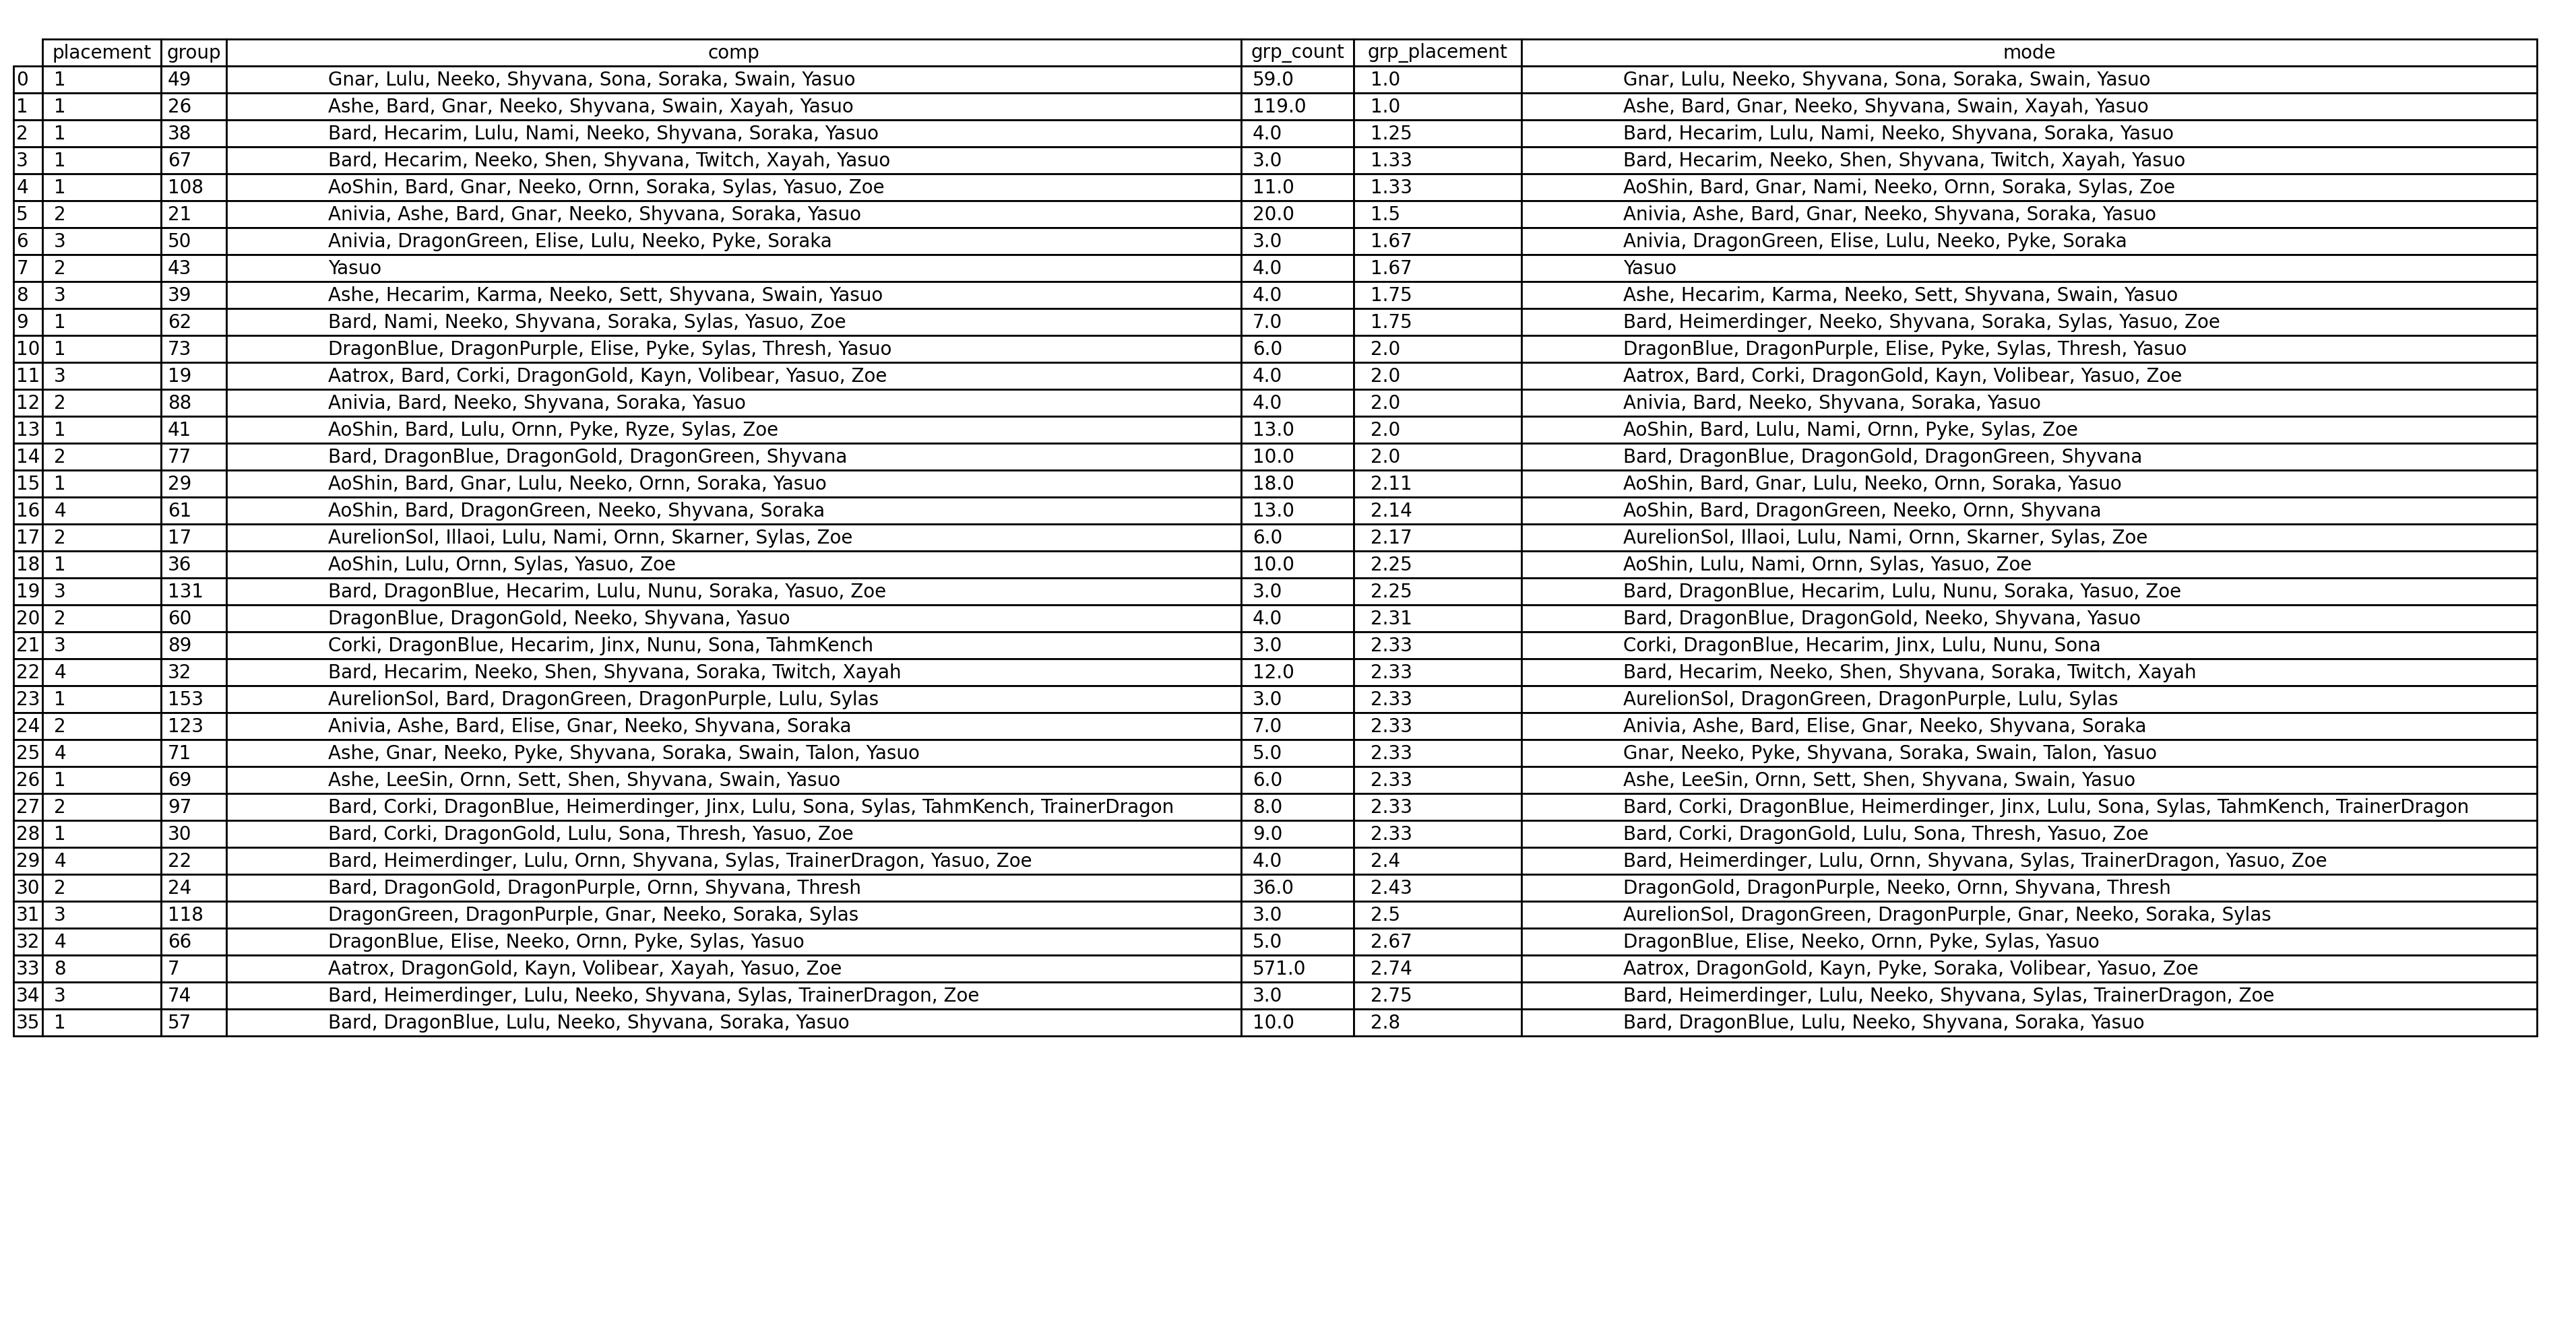 placement group comp grp_count grp_placement mode
0 1 49 Gnar, Lulu, Neeko, Shyvana, Sona, Soraka, Swain, Yasuo 59.0 1.0 Gnar, Lulu, Neeko, Shyvana, Sona, Soraka, Swain, Yasuo
1 1 26 Ashe, Bard, Gnar, Neeko, Shyvana, Swain, Xayah, Yasuo 119.0 1.0 Ashe, Bard, Gnar, Neeko, Shyvana, Swain, Xayah, Yasuo
2 1 38 Bard, Hecarim, Lulu, Nami, Neeko, Shyvana, Soraka, Yasuo 4.0 1.25 Bard, Hecarim, Lulu, Nami, Neeko, Shyvana, Soraka, Yasuo
3 1 67 Bard, Hecarim, Neeko, Shen, Shyvana, Twitch, Xayah, Yasuo 3.0 1.33 Bard, Hecarim, Neeko, Shen, Shyvana, Twitch, Xayah, Yasuo
4 1 108 AoShin, Bard, Gnar, Neeko, Ornn, Soraka, Sylas, Yasuo, Zoe 11.0 1.33 AoShin, Bard, Gnar, Nami, Neeko, Ornn, Soraka, Sylas, Zoe
5 2 21 Anivia, Ashe, Bard, Gnar, Neeko, Shyvana, Soraka, Yasuo 20.0 1.5 Anivia, Ashe, Bard, Gnar, Neeko, Shyvana, Soraka, Yasuo
6 3 50 Anivia, DragonGreen, Elise, Lulu, Neeko, Pyke, Soraka 3.0 1.67 Anivia, DragonGreen, Elise, Lulu, Neeko, Pyke, Soraka
7 2 43 Yasuo 4.0 1.67 Yasuo
8 3 39 Ashe, Hecarim, Karma, Neeko, Sett, Shyvana, Swain, Yasuo 4.0 1.75 Ashe, Hecarim, Karma, Neeko, Sett, Shyvana, Swain, Yasuo
9 1 62 Bard, Nami, Neeko, Shyvana, Soraka, Sylas, Yasuo, Zoe 7.0 1.75 Bard, Heimerdinger, Neeko, Shyvana, Soraka, Sylas, Yasuo, Zoe
10 1 73 DragonBlue, DragonPurple, Elise, Pyke, Sylas, Thresh, Yasuo 6.0 2.0 DragonBlue, DragonPurple, Elise, Pyke, Sylas, Thresh, Yasuo
11 3 19 Aatrox, Bard, Corki, DragonGold, Kayn, Volibear, Yasuo, Zoe 4.0 2.0 Aatrox, Bard, Corki, DragonGold, Kayn, Volibear, Yasuo, Zoe
12 2 88 Anivia, Bard, Neeko, Shyvana, Soraka, Yasuo 4.0 2.0 Anivia, Bard, Neeko, Shyvana, Soraka, Yasuo
13 1 41 AoShin, Bard, Lulu, Ornn, Pyke, Ryze, Sylas, Zoe 13.0 2.0 AoShin, Bard, Lulu, Nami, Ornn, Pyke, Sylas, Zoe
14 2 77 Bard, DragonBlue, DragonGold, DragonGreen, Shyvana 10.0 2.0 Bard, DragonBlue, DragonGold, DragonGreen, Shyvana
15 1 29 AoShin, Bard, Gnar, Lulu, Neeko, Ornn, Soraka, Yasuo 18.0 2.11 AoShin, Bard, Gnar, Lulu, Neeko, Ornn, Soraka, Yasuo
16 4 61 AoShin, Bard, DragonGreen, Neeko, Shyvana, Soraka 13.0 2.14 AoShin, Bard, DragonGreen, Neeko, Ornn, Shyvana
17 2 17 AurelionSol, Illaoi, Lulu, Nami, Ornn, Skarner, Sylas, Zoe 6.0 2.17 AurelionSol, Illaoi, Lulu, Nami, Ornn, Skarner, Sylas, Zoe
18 1 36 AoShin, Lulu, Ornn, Sylas, Yasuo, Zoe 10.0 2.25 AoShin, Lulu, Nami, Ornn, Sylas, Yasuo, Zoe
19 3 131 Bard, DragonBlue, Hecarim, Lulu, Nunu, Soraka, Yasuo, Zoe 3.0 2.25 Bard, DragonBlue, Hecarim, Lulu, Nunu, Soraka, Yasuo, Zoe
20 2 60 DragonBlue, DragonGold, Neeko, Shyvana, Yasuo 4.0 2.31 Bard, DragonBlue, DragonGold, Neeko, Shyvana, Yasuo
21 3 89 Corki, DragonBlue, Hecarim, Jinx, Nunu, Sona, TahmKench 3.0 2.33 Corki, DragonBlue, Hecarim, Jinx, Lulu, Nunu, Sona
22 4 32 Bard, Hecarim, Neeko, Shen, Shyvana, Soraka, Twitch, Xayah 12.0 2.33 Bard, Hecarim, Neeko, Shen, Shyvana, Soraka, Twitch, Xayah
23 1 153 AurelionSol, Bard, DragonGreen, DragonPurple, Lulu, Sylas 3.0 2.33 AurelionSol, DragonGreen, DragonPurple, Lulu, Sylas
24 2 123 Anivia, Ashe, Bard, Elise, Gnar, Neeko, Shyvana, Soraka 7.0 2.33 Anivia, Ashe, Bard, Elise, Gnar, Neeko, Shyvana, Soraka
25 4 71 Ashe, Gnar, Neeko, Pyke, Shyvana, Soraka, Swain, Talon, Yasuo 5.0 2.33 Gnar, Neeko, Pyke, Shyvana, Soraka, Swain, Talon, Yasuo
26 1 69 Ashe, LeeSin, Ornn, Sett, Shen, Shyvana, Swain, Yasuo 6.0 2.33 Ashe, LeeSin, Ornn, Sett, Shen, Shyvana, Swain, Yasuo
27 2 97 Bard, Corki, DragonBlue, Heimerdinger, Jinx, Lulu, Sona, Sylas, TahmKench, TrainerDragon 8.0 2.33 Bard, Corki, DragonBlue, Heimerdinger, Jinx, Lulu, Sona, Sylas, TahmKench, TrainerDragon
28 1 30 Bard, Corki, DragonGold, Lulu, Sona, Thresh, Yasuo, Zoe 9.0 2.33 Bard, Corki, DragonGold, Lulu, Sona, Thresh, Yasuo, Zoe
29 4 22 Bard, Heimerdinger, Lulu, Ornn, Shyvana, Sylas, TrainerDragon, Yasuo, Zoe 4.0 2.4 Bard, Heimerdinger, Lulu, Ornn, Shyvana, Sylas, TrainerDragon, Yasuo, Zoe
30 2 24 Bard, DragonGold, DragonPurple, Ornn, Shyvana, Thresh 36.0 2.43 DragonGold, DragonPurple, Neeko, Ornn, Shyvana, Thresh
31 3 118 DragonGreen, DragonPurple, Gnar, Neeko, Soraka, Sylas 3.0 2.5 AurelionSol, DragonGreen, DragonPurple, Gnar, Neeko, Soraka, Sylas
32 4 66 DragonBlue, Elise, Neeko, Ornn, Pyke, Sylas, Yasuo 5.0 2.67 DragonBlue, Elise, Neeko, Ornn, Pyke, Sylas, Yasuo
33 8 7 Aatrox, DragonGold, Kayn, Volibear, Xayah, Yasuo, Zoe 571.0 2.74 Aatrox, DragonGold, Kayn, Pyke, Soraka, Volibear, Yasuo, Zoe
34 3 74 Bard, Heimerdinger, Lulu, Neeko, Shyvana, Sylas, TrainerDragon, Zoe 3.0 2.75 Bard, Heimerdinger, Lulu, Neeko, Shyvana, Sylas, TrainerDragon, Zoe
35 1 57 Bard, DragonBlue, Lulu, Neeko, Shyvana, Soraka, Yasuo 10.0 2.8 Bard, DragonBlue, Lulu, Neeko, Shyvana, Soraka, Yasuo